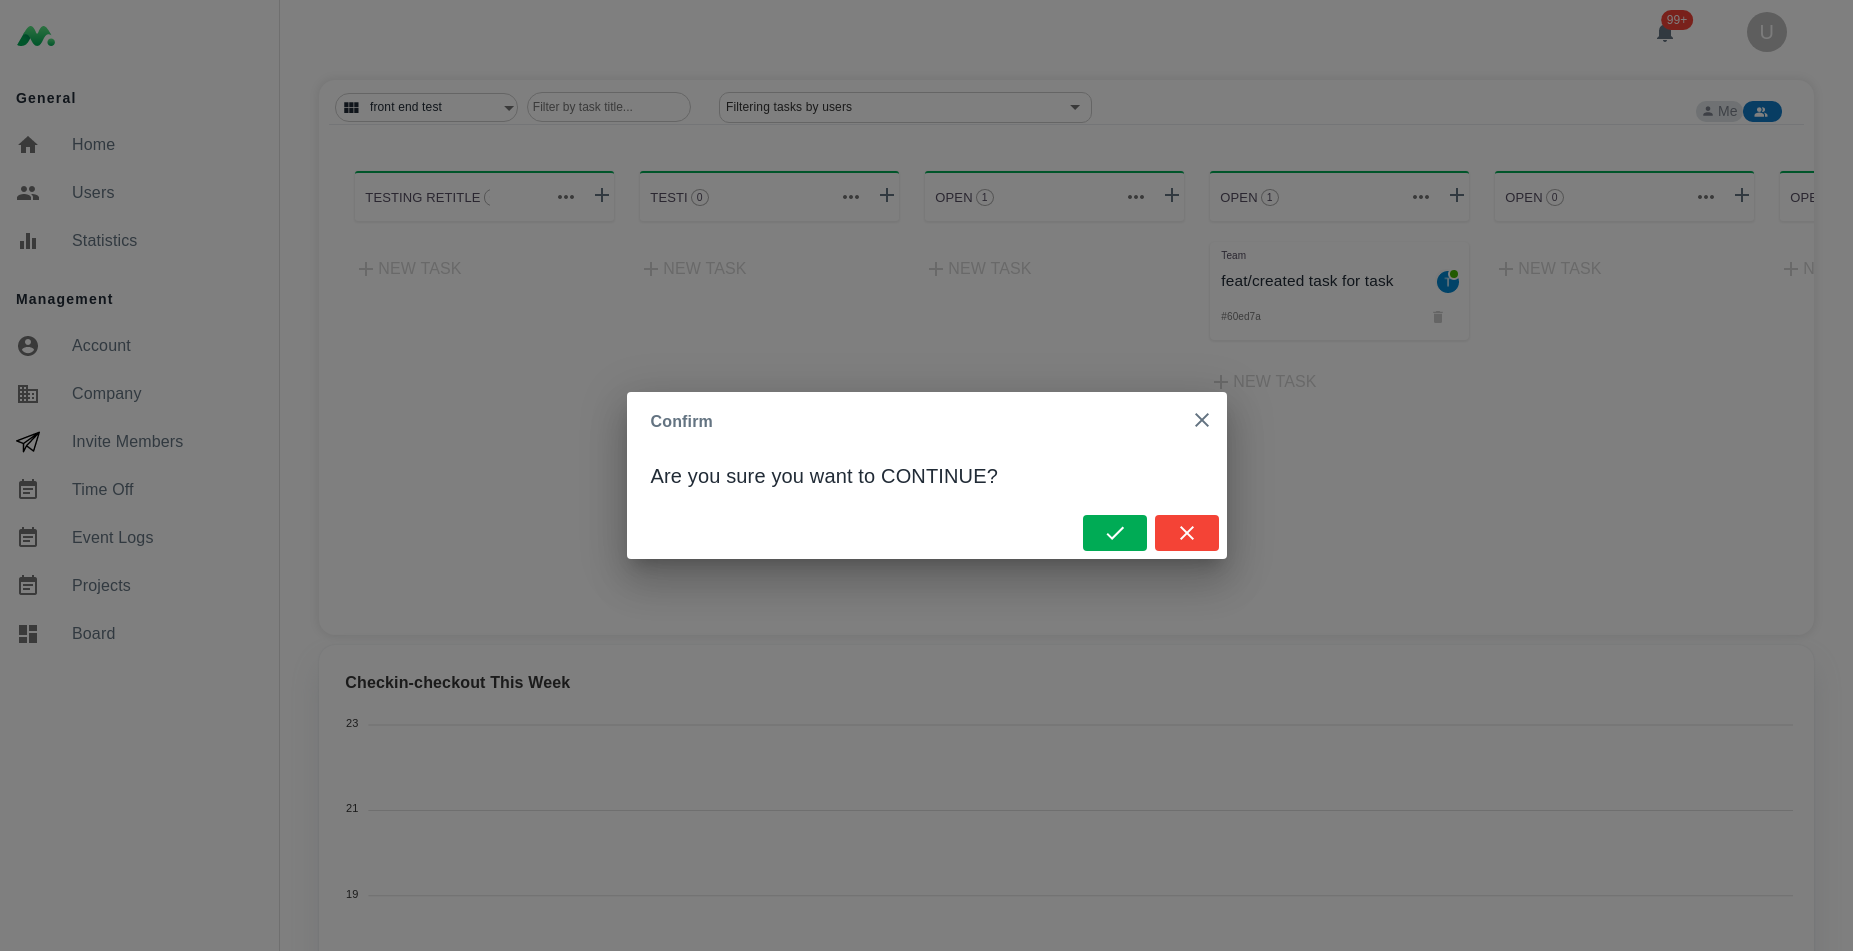 General
Home
Users
Statistics
Management
Account
Company
Invite Members
Time Off
Event Logs
Projects
Board
99+
U
front end test
Filter by task title...
Filtering tasks by users
Me
TESTING RETITLE
TESTI 0
OPEN 1
OPEN 1
OPEN 0
NEW TASK
NEW TASK
NEW TASK
Team
feat/created task for task
T
#60ed7a
NEW TASK
NEW TASK
Confirm
Are you sure you want to CONTINUE?
Checkin-checkout This Week
23
21
19